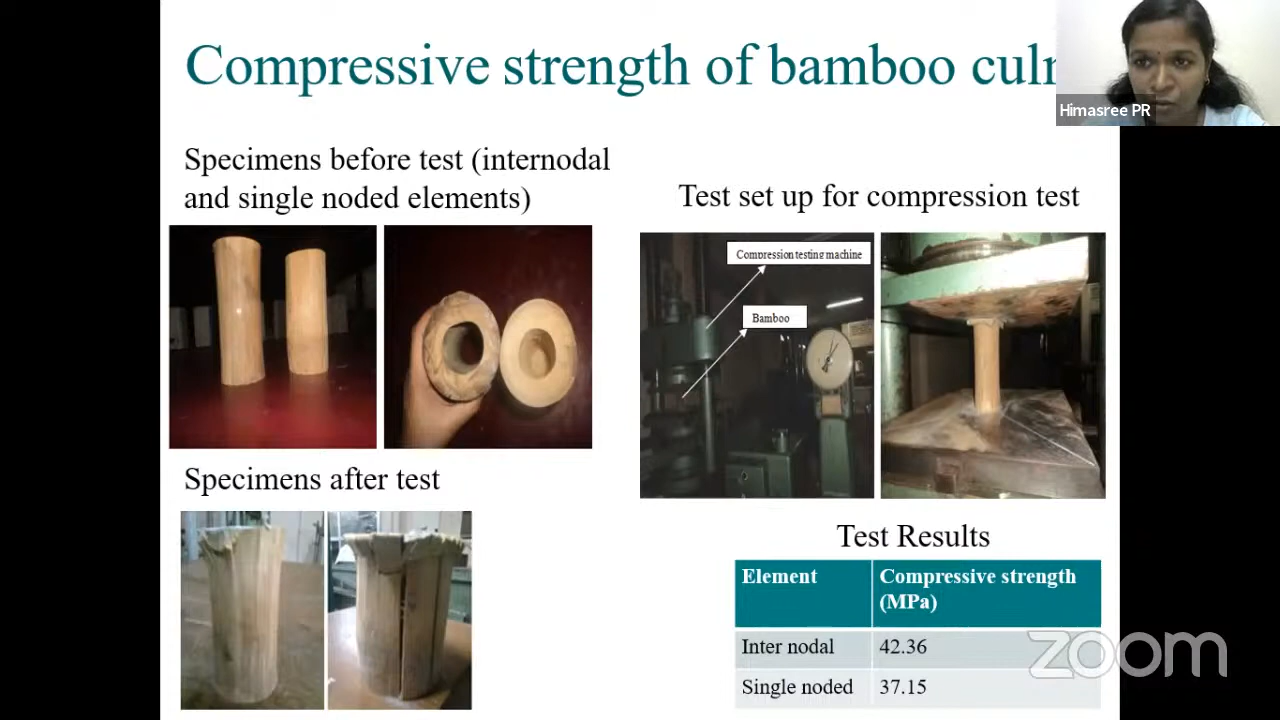 Compressive strength of bamboo
Himasree PR
Specimens before test (internodal
and single noded elements)
Test set up for compression test
Compression testing machine
Bamboo
Specimens after test
Test Results
Element
Compressive strength
(MPa)
Inter nodal
42.36
Single noded
37.15
zoom